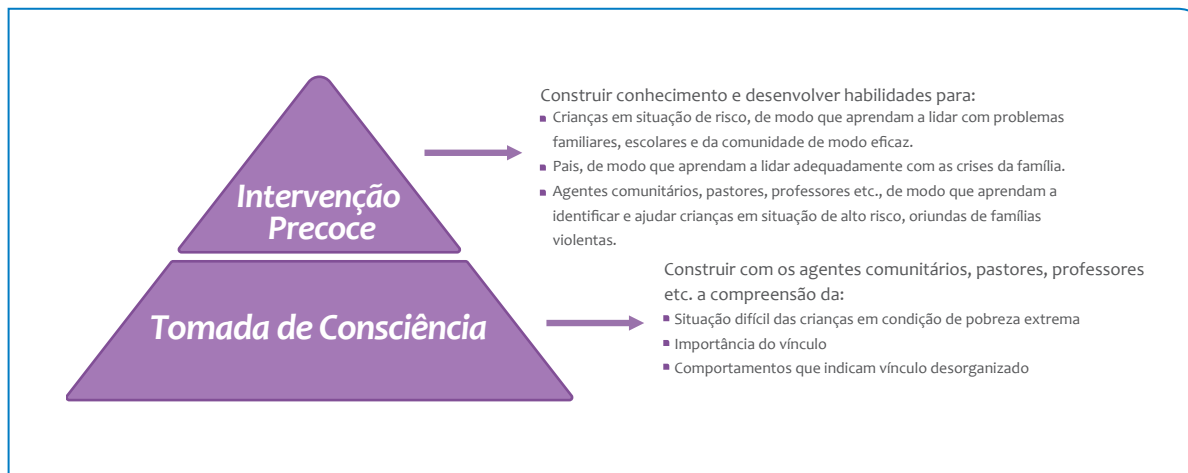 Intervenção
Precoce
Construir conhecimento e desenvolver habilidades para:
Crianças em situação de risco, de modo que aprendam a lidar com problemas
familiares, escolares e da comunidade de modo eficaz.
Pais, de modo que aprendam a lidar adequadamente com as crises da família.
Agentes comunitários, pastores, professores etc., de modo que aprendam a
identificar e ajudar crianças em situação de alto risco, oriundas de famílias
violentas.
Tomada de Consciência
Construir com os agentes comunitários, pastores, professores
etc. a compreensão da:
Situação difícil das crianças em condição de pobreza extrema
Importância do vínculo
Comportamentos que indicam vínculo desorganizado